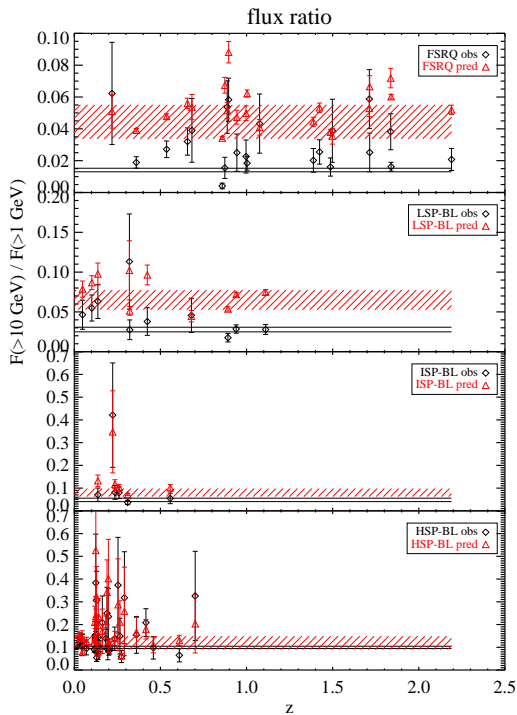 flux ratio
F(>10 GeV) / F(>1 GeV)
0.10
0.08
0.06
0.04
0.02
0.00
FSRQ obs
FSRQ pred
0.20
0.15
0.10
0.05
0.00
LSP-BL obs
LSP-BL pred
0.7
0.6
0.5
0.4
0.3
0.2
0.1
0.0
ISP-BL obs
ISP-BL pred
0.7
0.6
0.5
0.4
0.3
0.2
0.1
0.0
HSP-BL obs
HSP-BL pred
0.0 0.5 1.0 1.5 2.0 2.5
z